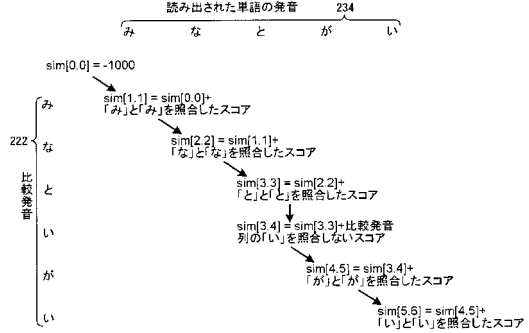 読み出された単語の発音 234
み な と が い
sim[0.0] = -1000
sim[1.1] = sim[0.0]+
「み」と「み」を照合したスコア
sim[2.2] = sim[1.1]+
「な」と「な」を照合したスコア
sim[3.3] = sim[2.2]+
「と」と「と」を照合したスコア
sim[3.4] = sim[3.3]+比較発音
列の「い」を照合しないスコア
sim[4.5] = sim[3.4]+
「が」と「が」を照合したスコア
sim[5.6] = sim[4.5]+
「い」と「い」を照合したスコア
222
比較発音
み
な
と
い
が
い